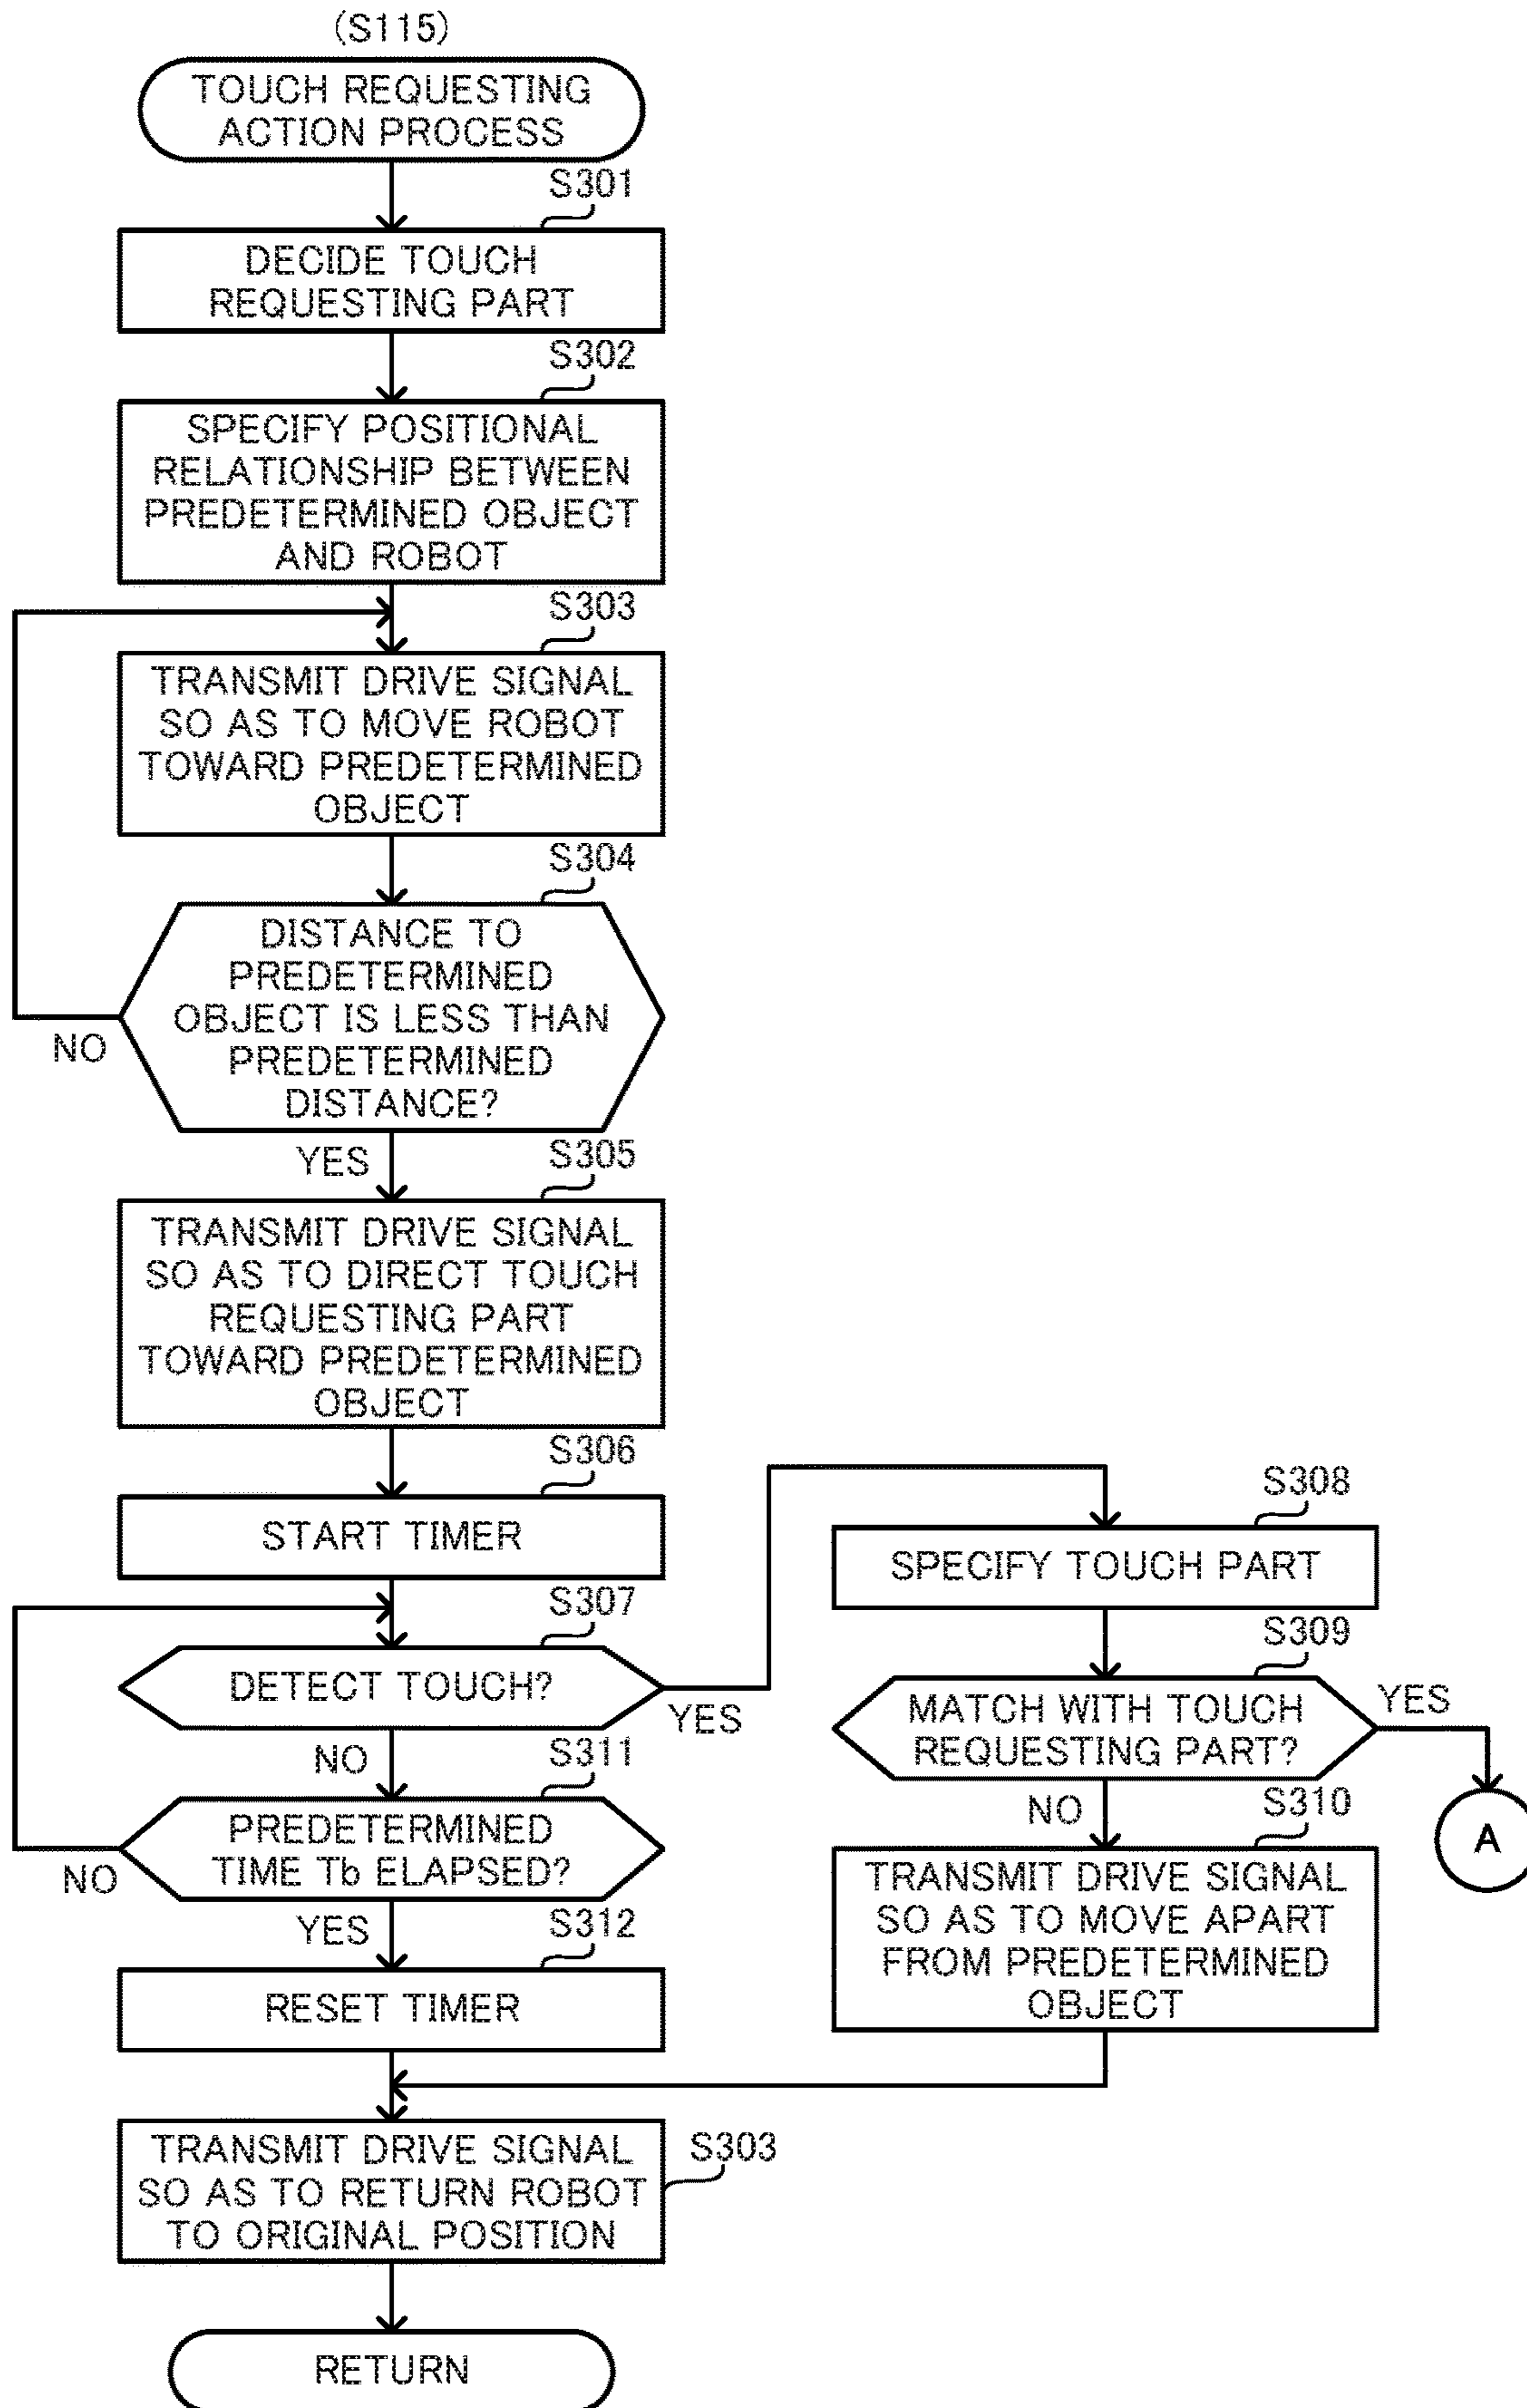 (S115)
TOUCH REQUESTING
ACTION PROCESS
S301
DECIDE TOUCH
REQUESTING PART
S302
SPECIFY POSITIONAL
RELATIONSHIP BETWEEN
PREDETERMINED OBJECT
AND ROBOT
S303
TRANSMIT DRIVE SIGNAL
SO AS TO MOVE ROBOT
TOWARD PREDETERMINED
OBJECT
S304
DISTANCE TO
PREDETERMINED
OBJECT IS LESS THAN
PREDETERMINED
DISTANCE?
NO
YES
S305
TRANSMIT DRIVE SIGNAL
SO AS TO DIRECT TOUCH
REQUESTING PART
TOWARD PREDETERMINED
OBJECT
S306
START TIMER
S307
DETECT TOUCH?
YES
NO
S311
PREDETERMINED
TIME Tb ELAPSED?
NO
YES
S312
RESET TIMER
S308
SPECIFY TOUCH PART
S309
MATCH WITH TOUCH
REQUESTING PART?
YES
A
NO
S310
TRANSMIT DRIVE SIGNAL
SO AS TO MOVE APART
FROM PREDETERMINED
OBJECT
S303
TRANSMIT DRIVE SIGNAL
SO AS TO RETURN ROBOT
TO ORIGINAL POSITION
RETURN